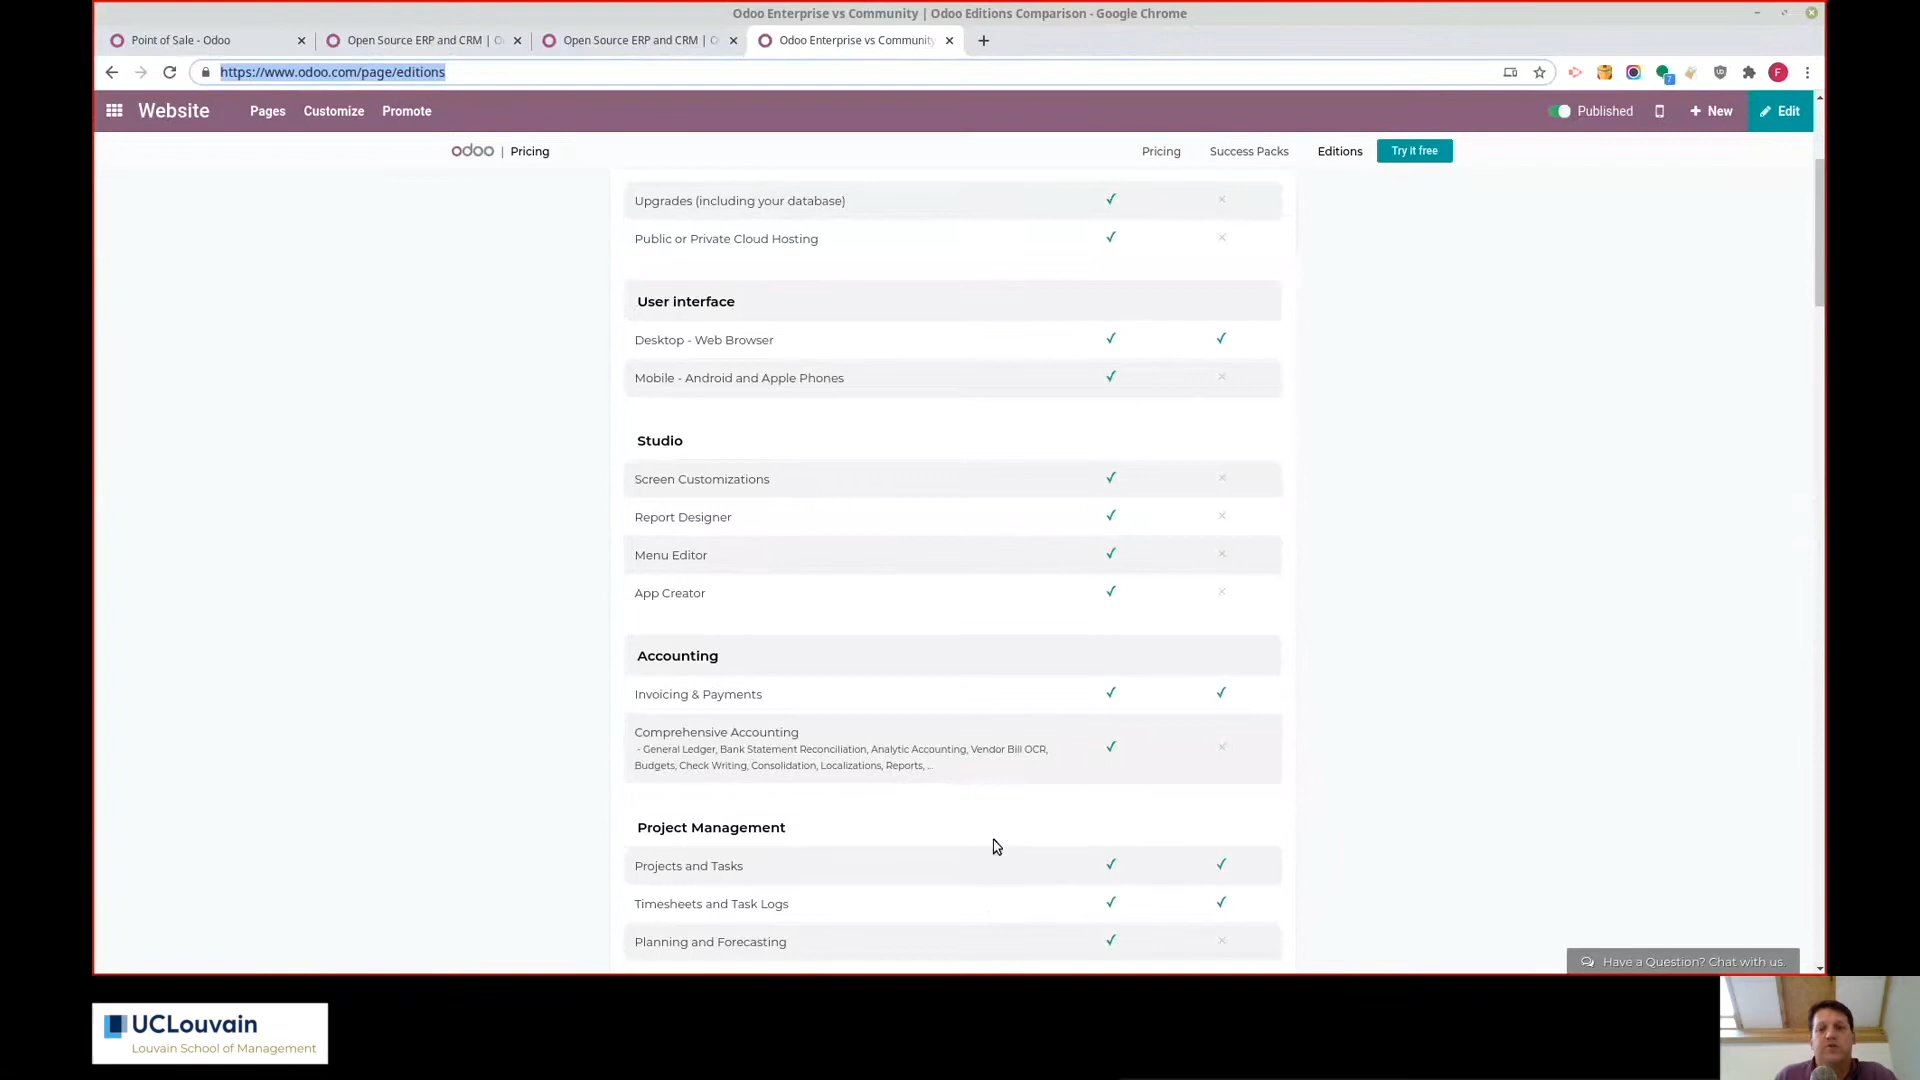 Odoo Enterprise vs Community | Odoo Editions Comparison - Google Chrome
Point of Sale - Odoo
Open Source ERP and CRM | O
Open Source ERP and CRM | O
Odoo Enterprise vs Community
https://www.odoo.com/page/editions
7
F
Website
Pages
Customize
Promote
Published
New
Edit
odoo | Pricing
Pricing
Success Packs
Editions
Try it free
Upgrades (including your database)
Public or Private Cloud Hosting
User interface
Desktop - Web Browser
Mobile - Android and Apple Phones
Studio
Screen Customizations
Report Designer
Menu Editor
App Creator
Accounting
Invoicing & Payments
Comprehensive Accounting
- General Ledger, Bank Statement Reconciliation, Analytic Accounting, Vendor Bill OCR,
Budgets, Check Writing, Consolidation, Localizations, Reports, ...
Project Management
Projects and Tasks
Timesheets and Task Logs
Planning and Forecasting
Have a Question? Chat with us.
UCLouvain
Louvain School of Management